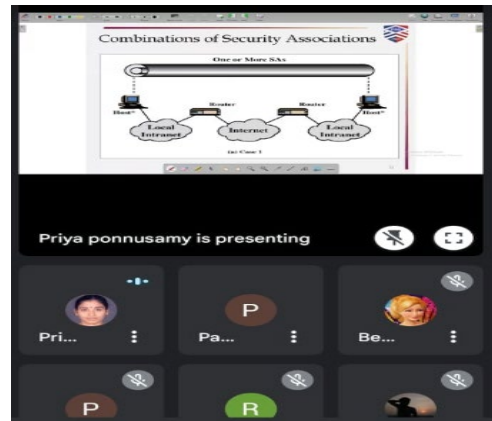 Combinations of Security Associations
One or More SAs
Router
Router
Host*
Host*
Local
Intranet
Internet
Local
Intranet
(a) Case 1
Priya ponnusamy is presenting
Pri...
P
Pa...
Be...
P
R